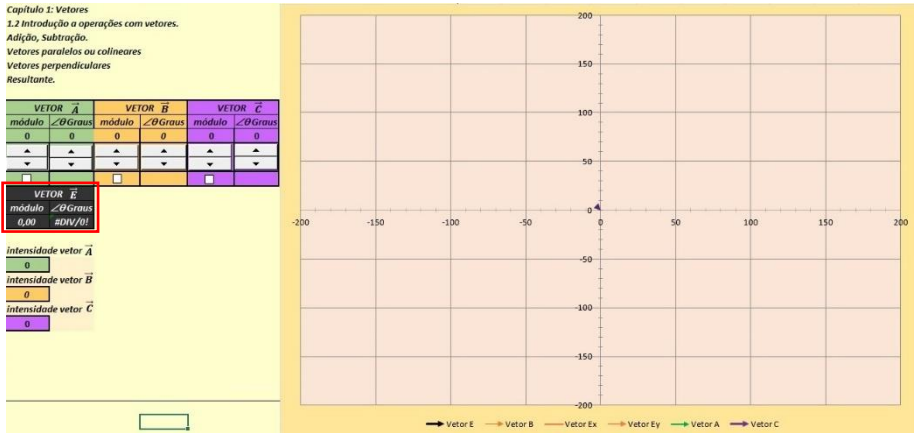 Capítulo 1: Vetores
1.2 Introdução a operações com vetores.
Adição, Subtração.
Vetores paralelos ou colineares
Vetores perpendiculares
Resultante.
VETOR A⃗ VETOR B⃗ VETOR C⃗
módulo ∠θGraus módulo ∠θGraus módulo ∠θGraus
0 0 0 0 0 0
VETOR E⃗
módulo ∠θGraus
0,00 #DIV/0!
intensidade vetor A⃗
0
intensidade vetor B⃗
0
intensidade vetor C⃗
0
200
150
100
50
0
-200 -150 -100 -50 0 50 100 150 200
-50
-100
-150
-200
Vetor E Vetor B Vetor Ex Vetor Ey Vetor A Vetor C